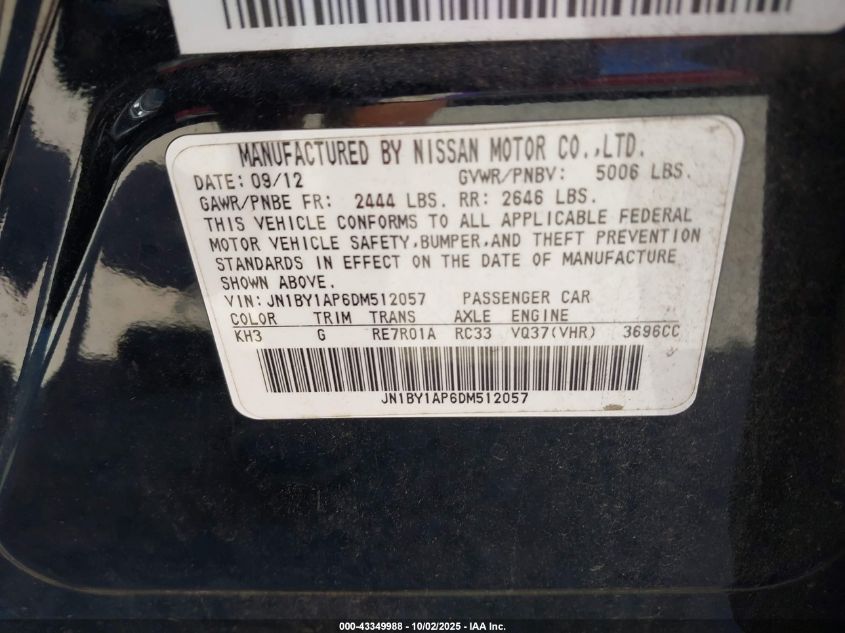 MANUFACTURED BY NISSAN MOTOR CO.,LTD.
DATE: 09/12 GVWR/PNBV: 5006 LBS.
GAWR/PNBE FR: 2444 LBS. RR: 2646 LBS.
THIS VEHICLE CONFORMS TO ALL APPLICABLE FEDERAL
MOTOR VEHICLE SAFETY,BUMPER,AND THEFT PREVENTION
STANDARDS IN EFFECT ON THE DATE OF MANUFACTURE
SHOWN ABOVE.
VIN: JN1BY1AP6DM512057 PASSENGER CAR
COLOR TRIM TRANS AXLE ENGINE
KH3 G RE7R01A RC33 VQ37(VHR) 3696CC
JN1BY1AP6DM512057
000-43349988 - 10/02/2025 - IAA Inc.